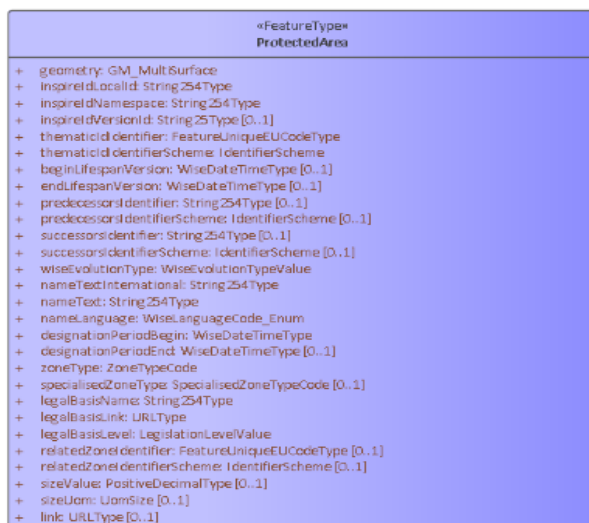 «FeatureType»
ProtectedArea
+ geometry: GM_MultiSurface
+ inspireIdLocalId: String254Type
+ inspireIdNamespace: String254Type
+ inspireIdVersionId: String25Type [0..1]
+ thematicIdIdentifier: FeatureUniqueEUCodeType
+ thematicIdIdentifierScheme: IdentifierScheme
+ beginLifespanVersion: WiseDateTimeType [0..1]
+ endLifespanVersion: WiseDateTimeType [0..1]
+ predecessorsIdentifier: String254Type [0..1]
+ predecessorsIdentifierScheme: IdentifierScheme [0..1]
+ successorsIdentifier: String254Type [0..1]
+ successorsIdentifierScheme: IdentifierScheme [0..1]
+ wiseEvolutionType: WiseEvolutionTypeValue
+ nameTextInternational: String254Type
+ nameText: String254Type
+ nameLanguage: WiseLanguageCode_Enum
+ designationPeriodBegin: WiseDateTimeType
+ designationPeriodEnd: WiseDateTimeType [0..1]
+ zoneType: ZoneTypeCode
+ specialisedZoneType: SpecialisedZoneTypeCode [0..1]
+ legalBasisName: String254Type
+ legalBasisLink: URLType
+ legalBasisLevel: LegislationLevelValue
+ relatedZoneIdentifier: FeatureUniqueEUCodeType [0..1]
+ relatedZoneIdentifierScheme: IdentifierScheme [0..1]
+ sizeValue: PositiveDecimalType [0..1]
+ sizeUom: UomSize [0..1]
+ link: URLType [0..1]